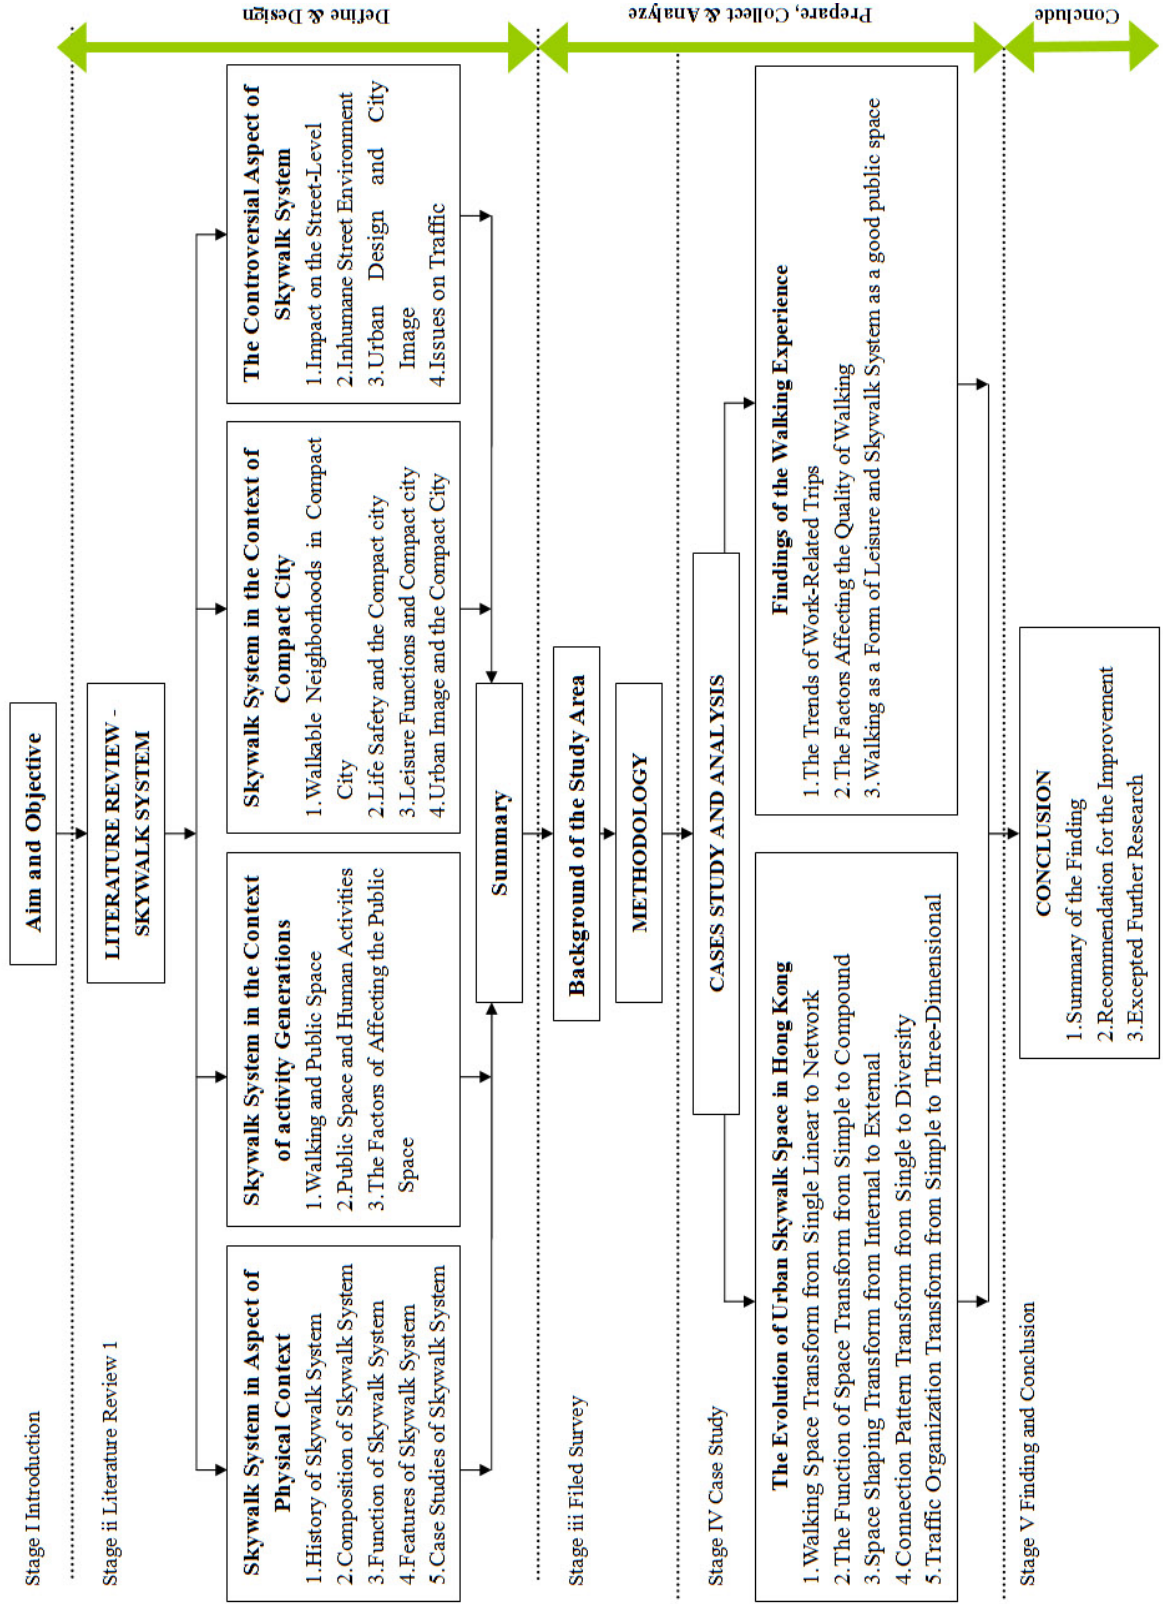 Stage I Introduction
Aim and Objective
Define & Design
Stage ii Literature Review 1
LITERATURE REVIEW -
SKYWALK SYSTEM
Skywalk System in Aspect of
Physical Context
1.History of Skywalk System
2.Composition of Skywalk System
3.Function of Skywalk System
4.Features of Skywalk System
5.Case Studies of Skywalk System
Skywalk System in the Context
of activity Generations
1.Walking and Public Space
2.Public Space and Human Activities
3.The Factors of Affecting the Public
Space
Skywalk System in the Context of
Compact City
1.Walkable Neighborhoods in Compact
City
2.Life Safety and the Compact city
3.Leisure Functions and Compact city
4.Urban Image and the Compact City
The Controversial Aspect of
Skywalk System
1.Impact on the Street-Level
2.Inhumane Street Environment
3.Urban Design and City
Image
4.Issues on Traffic
Summary
Stage iii Filed Survey
Background of the Study Area
METHODOLOGY
Prepare, Collect & Analyze
Stage IV Case Study
CASES STUDY AND ANALYSIS
The Evolution of Urban Skywalk Space in Hong Kong
1.Walking Space Transform from Single Linear to Network
2.The Function of Space Transform from Simple to Compound
3.Space Shaping Transform from Internal to External
4.Connection Pattern Transform from Single to Diversity
5.Traffic Organization Transform from Simple to Three-Dimensional
Findings of the Walking Experience
1.The Trends of Work-Related Trips
2.The Factors Affecting the Quality of Walking
3.Walking as a Form of Leisure and Skywalk System as a good public space
Stage V Finding and Conclusion
CONCLUSION
1.Summary of the Finding
2.Recommendation for the Improvement
3.Excepted Further Research
Conclude